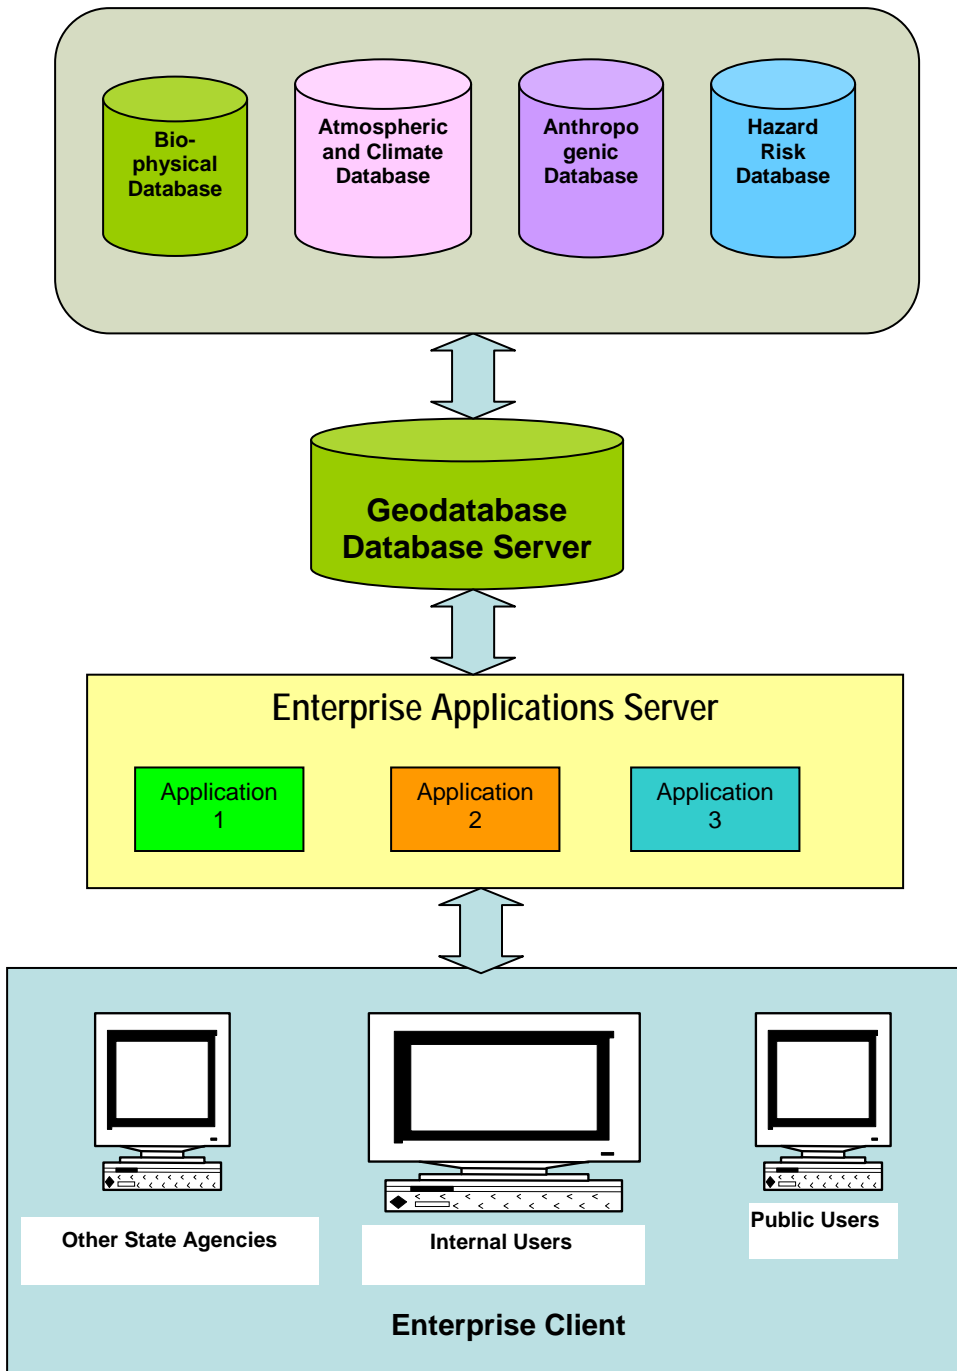 Bio-
physical
Database
Atmospheric
and Climate
Database
Anthropo
genic
Database
Hazard
Risk
Database
Geodatabase
Database Server
Enterprise Applications Server
Application
1
Application
2
Application
3
Other State Agencies
Internal Users
Public Users
Enterprise Client